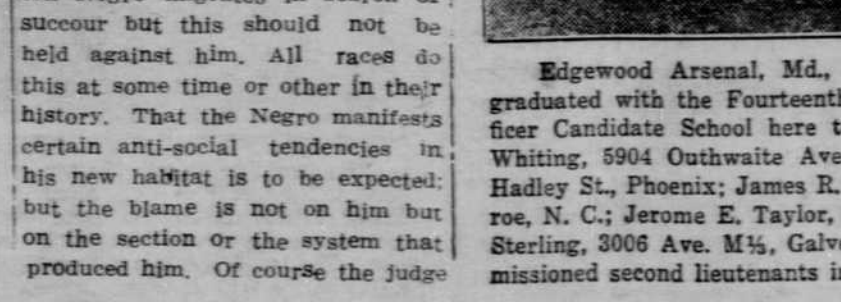 succour but this should not be
held against him. All races do
this at some time or other in their
history. That the Negro manifests
certain anti-social tendencies in
his new habitat is to be expected;
but the blame is not on him but
on the section or the system that
produced him. Of course the judge
Edgewood Arsenal, Md.,
graduated with the Fourteenth
ficer Candidate School here t
Whiting, 5904 Outhwaite Ave
Hadley St., Phoenix; James R.
roe, N. C.; Jerome E. Taylor,
Sterling, 3006 Ave. M½, Galv
missioned second lieutenants i